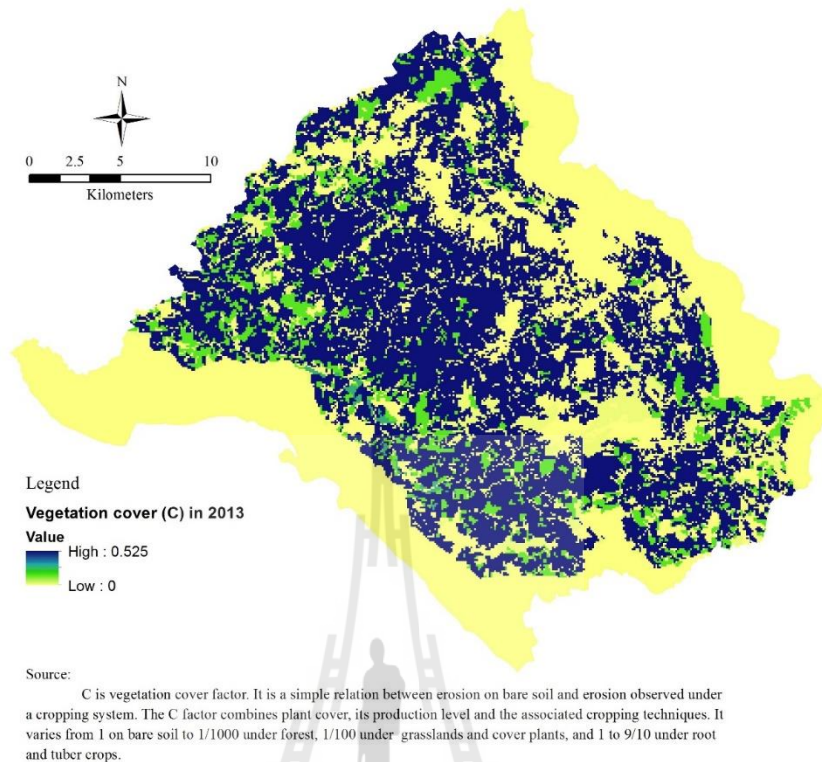 N
0 2.5 5 10
Kilometers
Legend
Vegetation cover (C) in 2013
Value
High : 0.525
Low : 0
Source:
C is vegetation cover factor. It is a simple relation between erosion on bare soil and erosion observed under
a cropping system. The C factor combines plant cover, its production level and the associated cropping techniques. It
varies from 1 on bare soil to 1/1000 under forest, 1/100 under grasslands and cover plants, and 1 to 9/10 under root
and tuber crops.